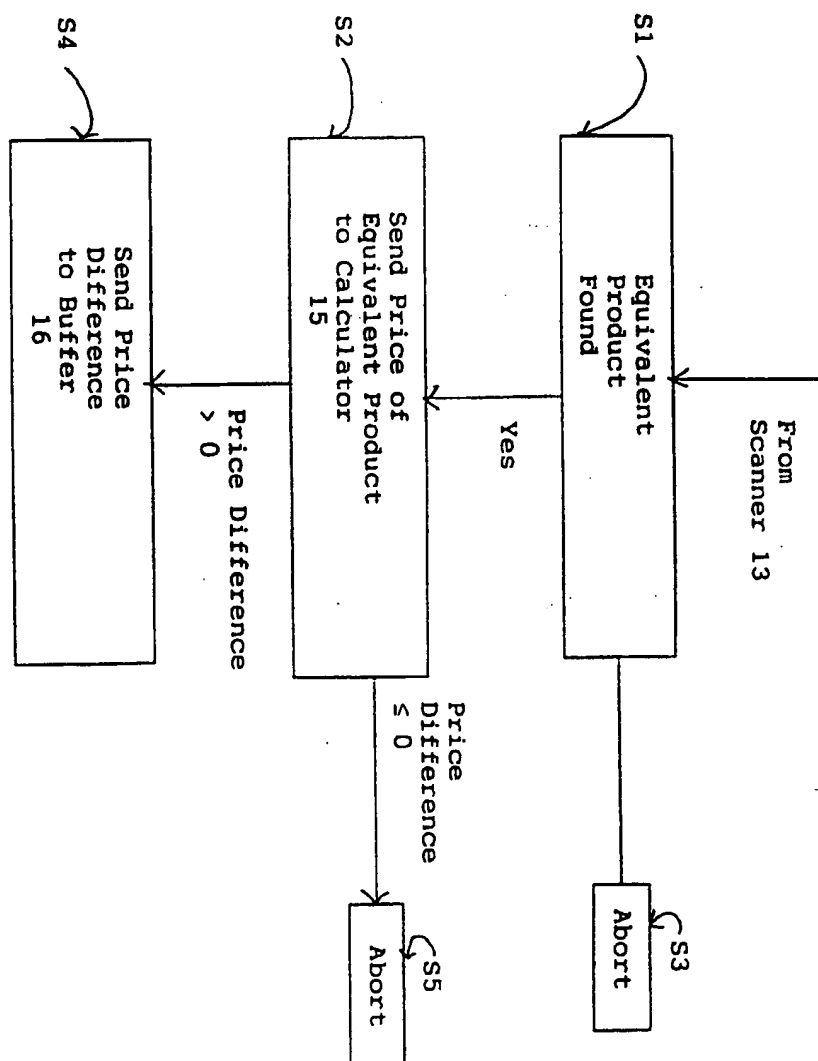 From
Scanner 13
S1
Equivalent
Product
Found
S3
Abort
Yes
S2
Send Price of
Equivalent Product
to Calculator
15
Price
Difference
≤ 0
S5
Abort
Price Difference
> 0
S4
Send Price
Difference
to Buffer
16